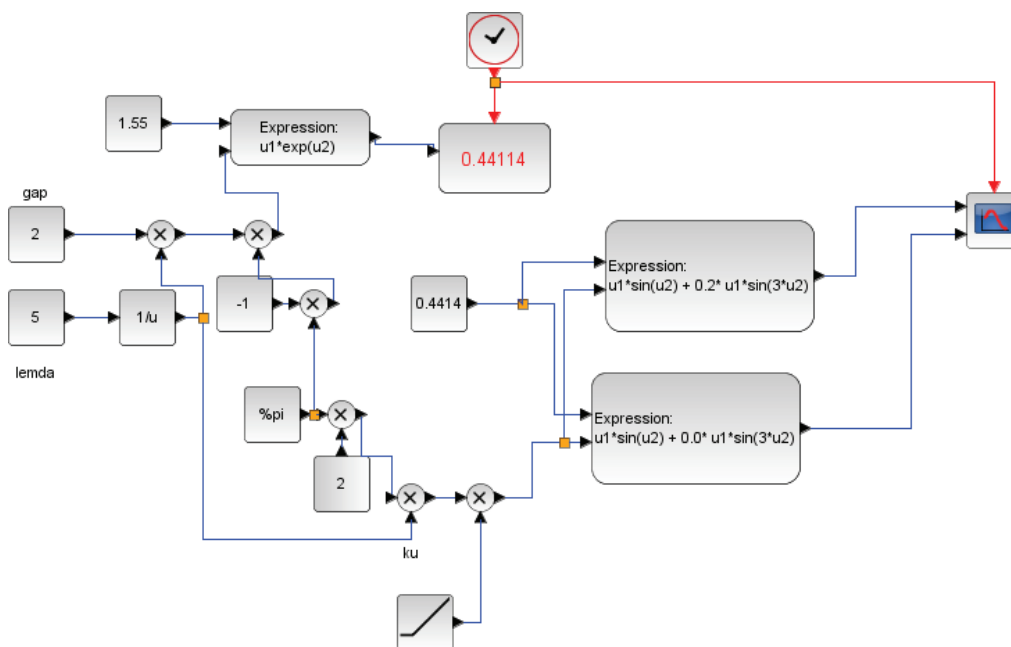 1.55
Expression:
u1*exp(u2)
0.44114
gap
2
-1
0.4414
Expression:
u1*sin(u2) + 0.2* u1*sin(3*u2)
5
1/u
lemda
%pi
2
Expression:
u1*sin(u2) + 0.0* u1*sin(3*u2)
ku